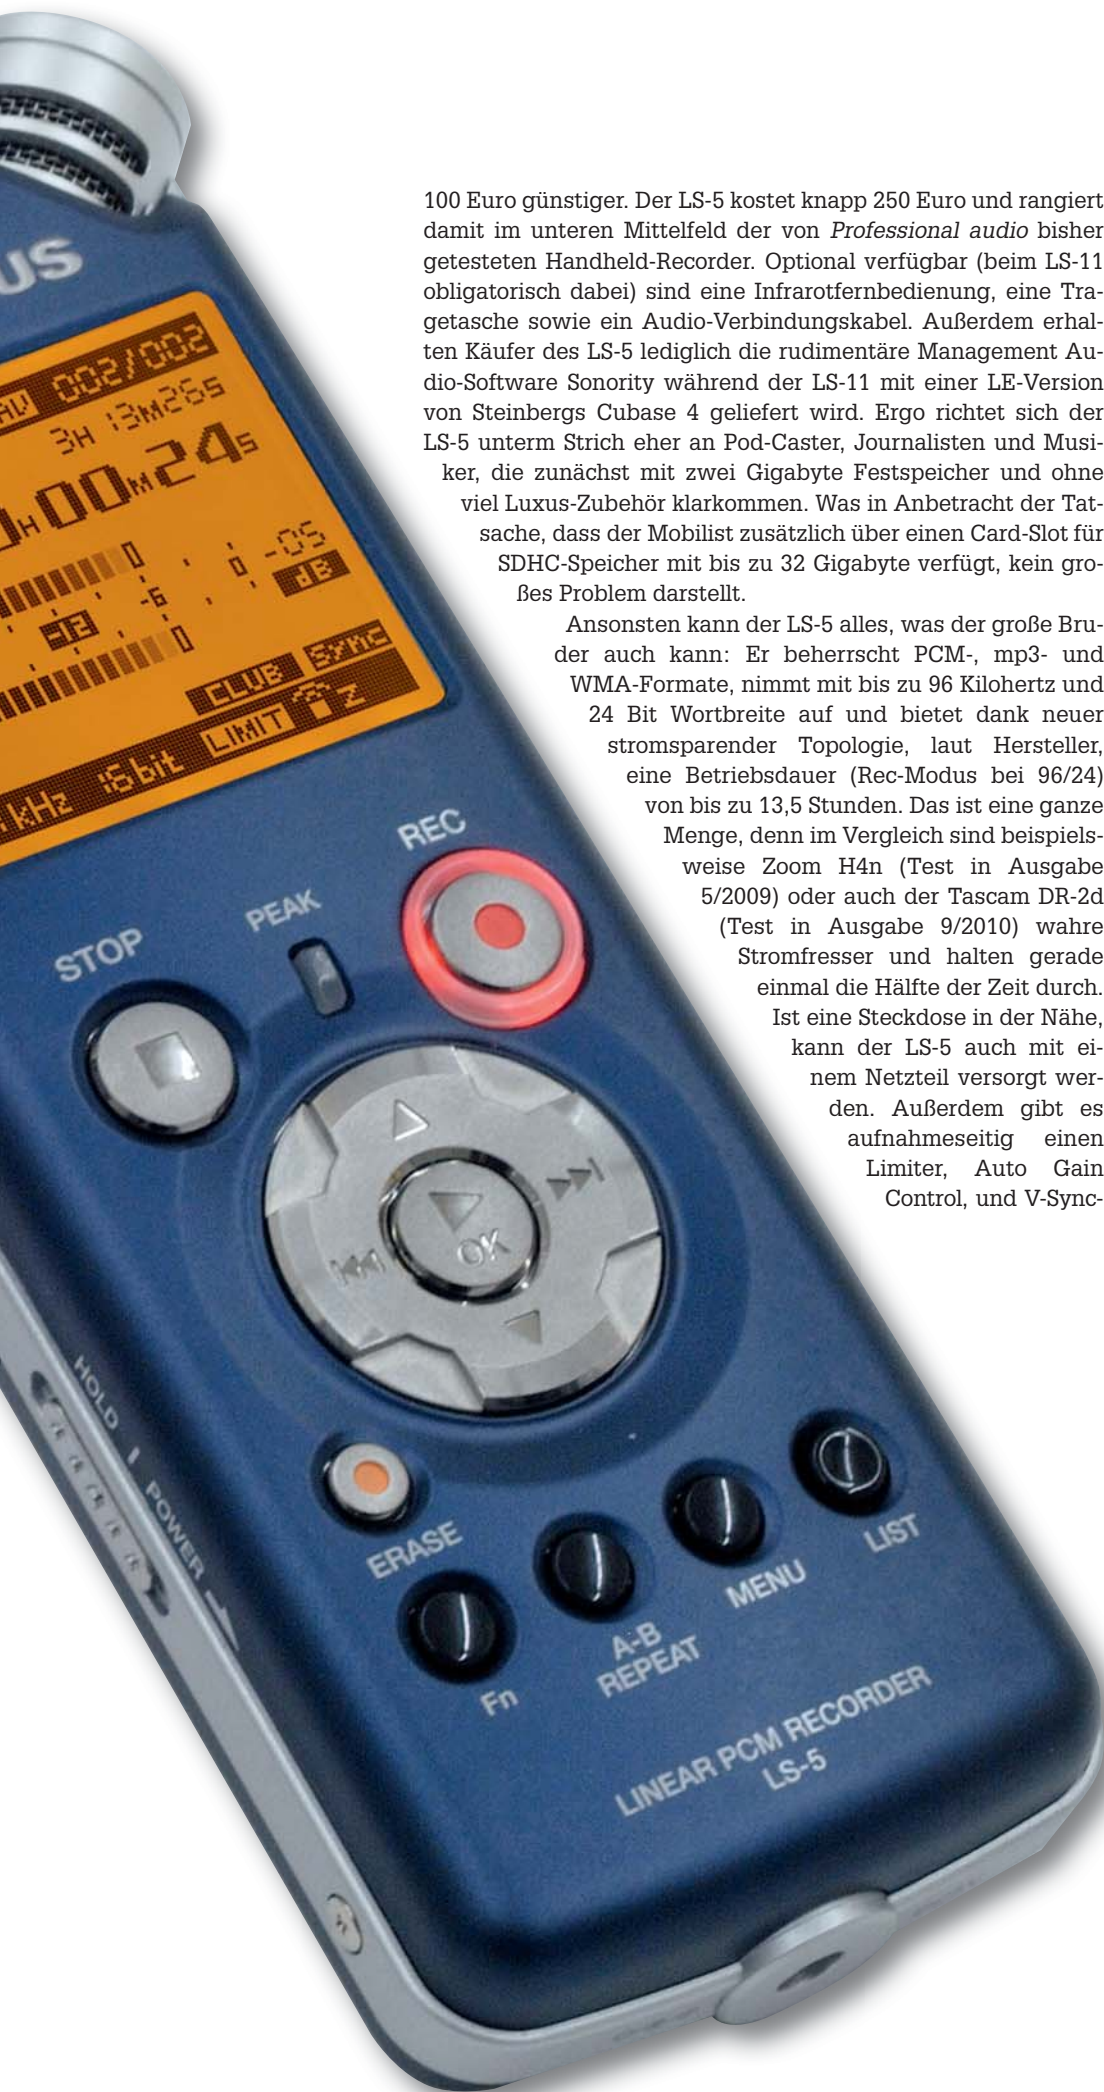 100 Euro günstiger. Der LS-5 kostet knapp 250 Euro und rangiert
damit im unteren Mittelfeld der von Professional audio bisher
getesteten Handheld-Recorder. Optional verfügbar (beim LS-11
obligatorisch dabei) sind eine Infrarotfernbedienung, eine Tra-
getasche sowie ein Audio-Verbindungskabel. Außerdem erhal-
ten Käufer des LS-5 lediglich die rudimentäre Management Au-
dio-Software Sonority während der LS-11 mit einer LE-Version
von Steinbergs Cubase 4 geliefert wird. Ergo richtet sich der
LS-5 unterm Strich eher an Pod-Caster, Journalisten und Musi-
ker, die zunächst mit zwei Gigabyte Festspeicher und ohne
viel Luxus-Zubehör klarkommen. Was in Anbetracht der Tat-
sache, dass der Mobilist zusätzlich über einen Card-Slot für
SDHC-Speicher mit bis zu 32 Gigabyte verfügt, kein gro-
ßes Problem darstellt.
Ansonsten kann der LS-5 alles, was der große Bru-
der auch kann: Er beherrscht PCM-, mp3- und
WMA-Formate, nimmt mit bis zu 96 Kilohertz und
24 Bit Wortbreite auf und bietet dank neuer
stromsparender Topologie, laut Hersteller,
eine Betriebsdauer (Rec-Modus bei 96/24)
von bis zu 13,5 Stunden. Das ist eine ganze
Menge, denn im Vergleich sind beispiels-
weise Zoom H4n (Test in Ausgabe
5/2009) oder auch der Tascam DR-2d
(Test in Ausgabe 9/2010) wahre
Stromfresser und halten gerade
einmal die Hälfte der Zeit durch.
Ist eine Steckdose in der Nähe,
kann der LS-5 auch mit ei-
nem Netzteil versorgt wer-
den. Außerdem gibt es
aufnahmeseitig einen
Limiter, Auto Gain
Control, und V-Sync-
US
AV 002/002
3H 13M26S
H00M24S
-12 -6 0 -05
dB
CLUB Sync
kHz 16bit LIMIT
REC
PEAK
STOP
OK
HOLD POWER
ERASE
LIST
MENU
A-B
REPEAT
Fn
LINEAR PCM RECORDER
LS-5